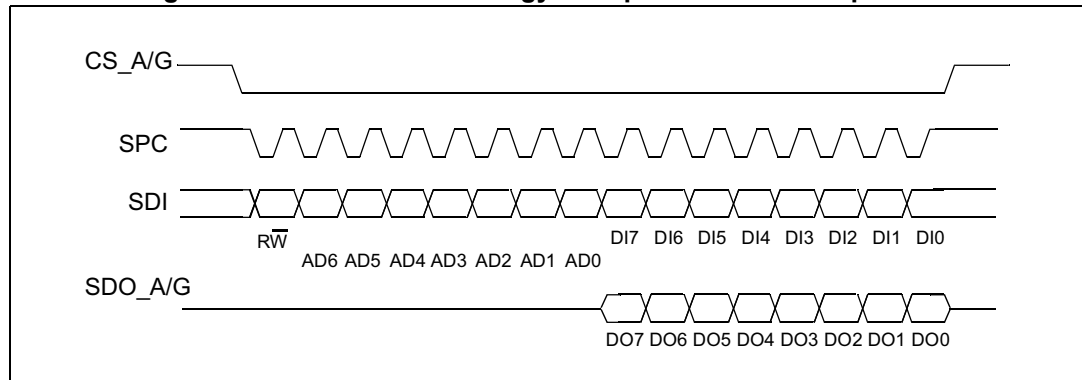 CS_A/G
SPC
SDI
RW̅
DI7 DI6 DI5 DI4 DI3 DI2 DI1 DI0
AD6 AD5 AD4 AD3 AD2 AD1 AD0
SDO_A/G
DO7 DO6 DO5 DO4 DO3 DO2 DO1 DO0